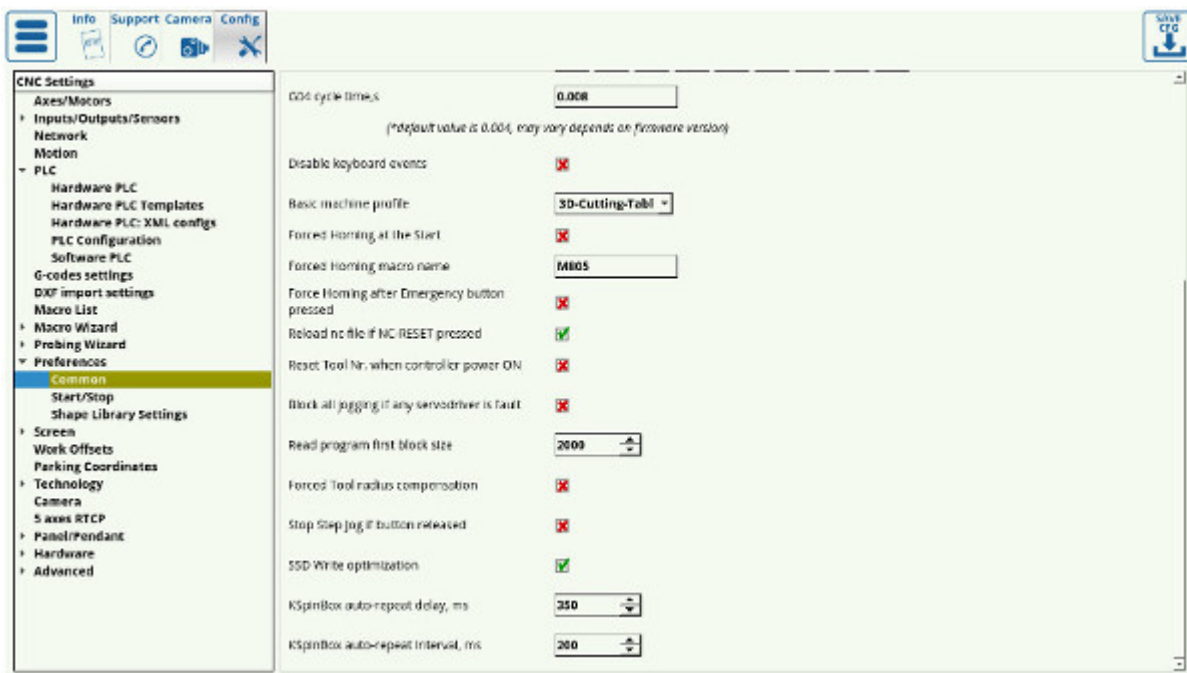 Info Support Camera Config
SAVE
CFG
CNC Settings
Axes/Motors
Inputs/Outputs/Sensors
Network
Motion
PLC
Hardware PLC
Hardware PLC Templates
Hardware PLC: XML configs
PLC Configuration
Software PLC
G-codes settings
DXF import settings
Macro List
Macro Wizard
Probing Wizard
Preferences
Common
Start/Stop
Shape Library Settings
Screen
Work Offsets
Parking Coordinates
Technology
Camera
5 axes RTCP
Panel/Pendant
Hardware
Advanced
G04 cycle time,s 0.008
(*default value is 0.004, may vary depends on firmware version)
Disable keyboard events
Basic machine profile 3D-Cutting-Tabl
Forced Homing at the Start
Forced Homing macro name M805
Force Homing after Emergency button
pressed
Reload nc file if NC-RESET pressed
Reset Tool Nr. when controller power ON
Block all jogging if any servodriver is fault
Read program first block size 2000
Forced Tool radius compensation
Stop Step Jog if button released
SSD Write optimization
KSpinBox auto-repeat delay, ms 350
KSpinBox auto-repeat interval, ms 200